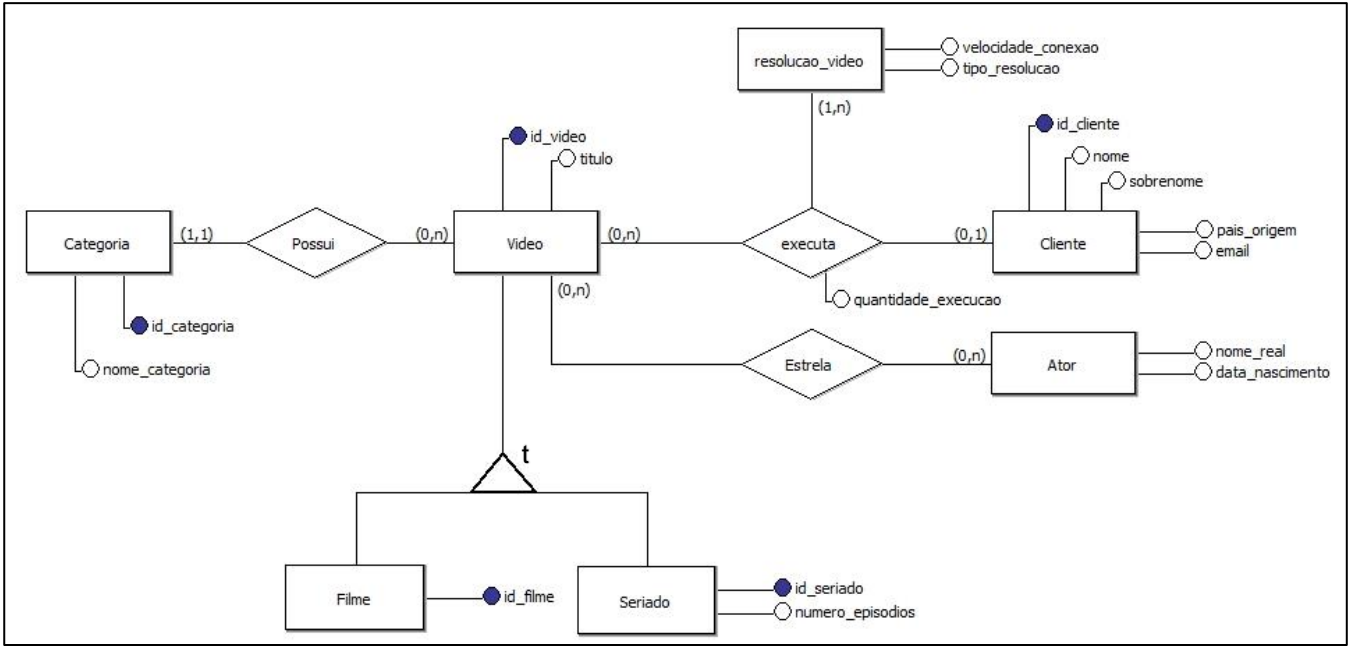 velocidade_conexao
resolucao_video
tipo_resolucao
(1,n)
id_cliente
id_video
nome
titulo
sobrenome
Categoria
(1,1)
Possui
(0,n)
Video
(0,n)
executa
(0,1)
Cliente
pais_origem
email
(0,n)
quantidade_execucao
id_categoria
nome_categoria
Estrela
(0,n)
Ator
nome_real
data_nascimento
t
Filme
id_filme
Seriado
id_seriado
numero_episodios